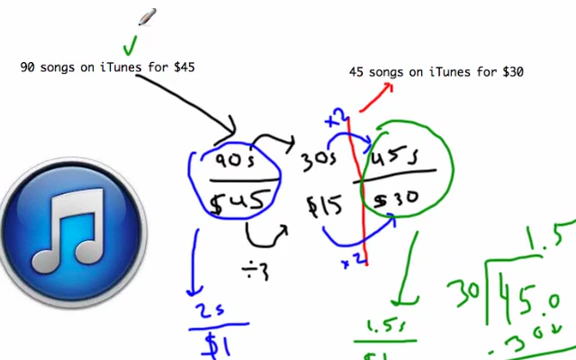 90 songs on iTunes for $45
45 songs on iTunes for $30
x2
90s 30s 45s
$45 $15 $30
÷3
x2
2s
$1
1.5s
$1
1.5
30 45.0
- 30